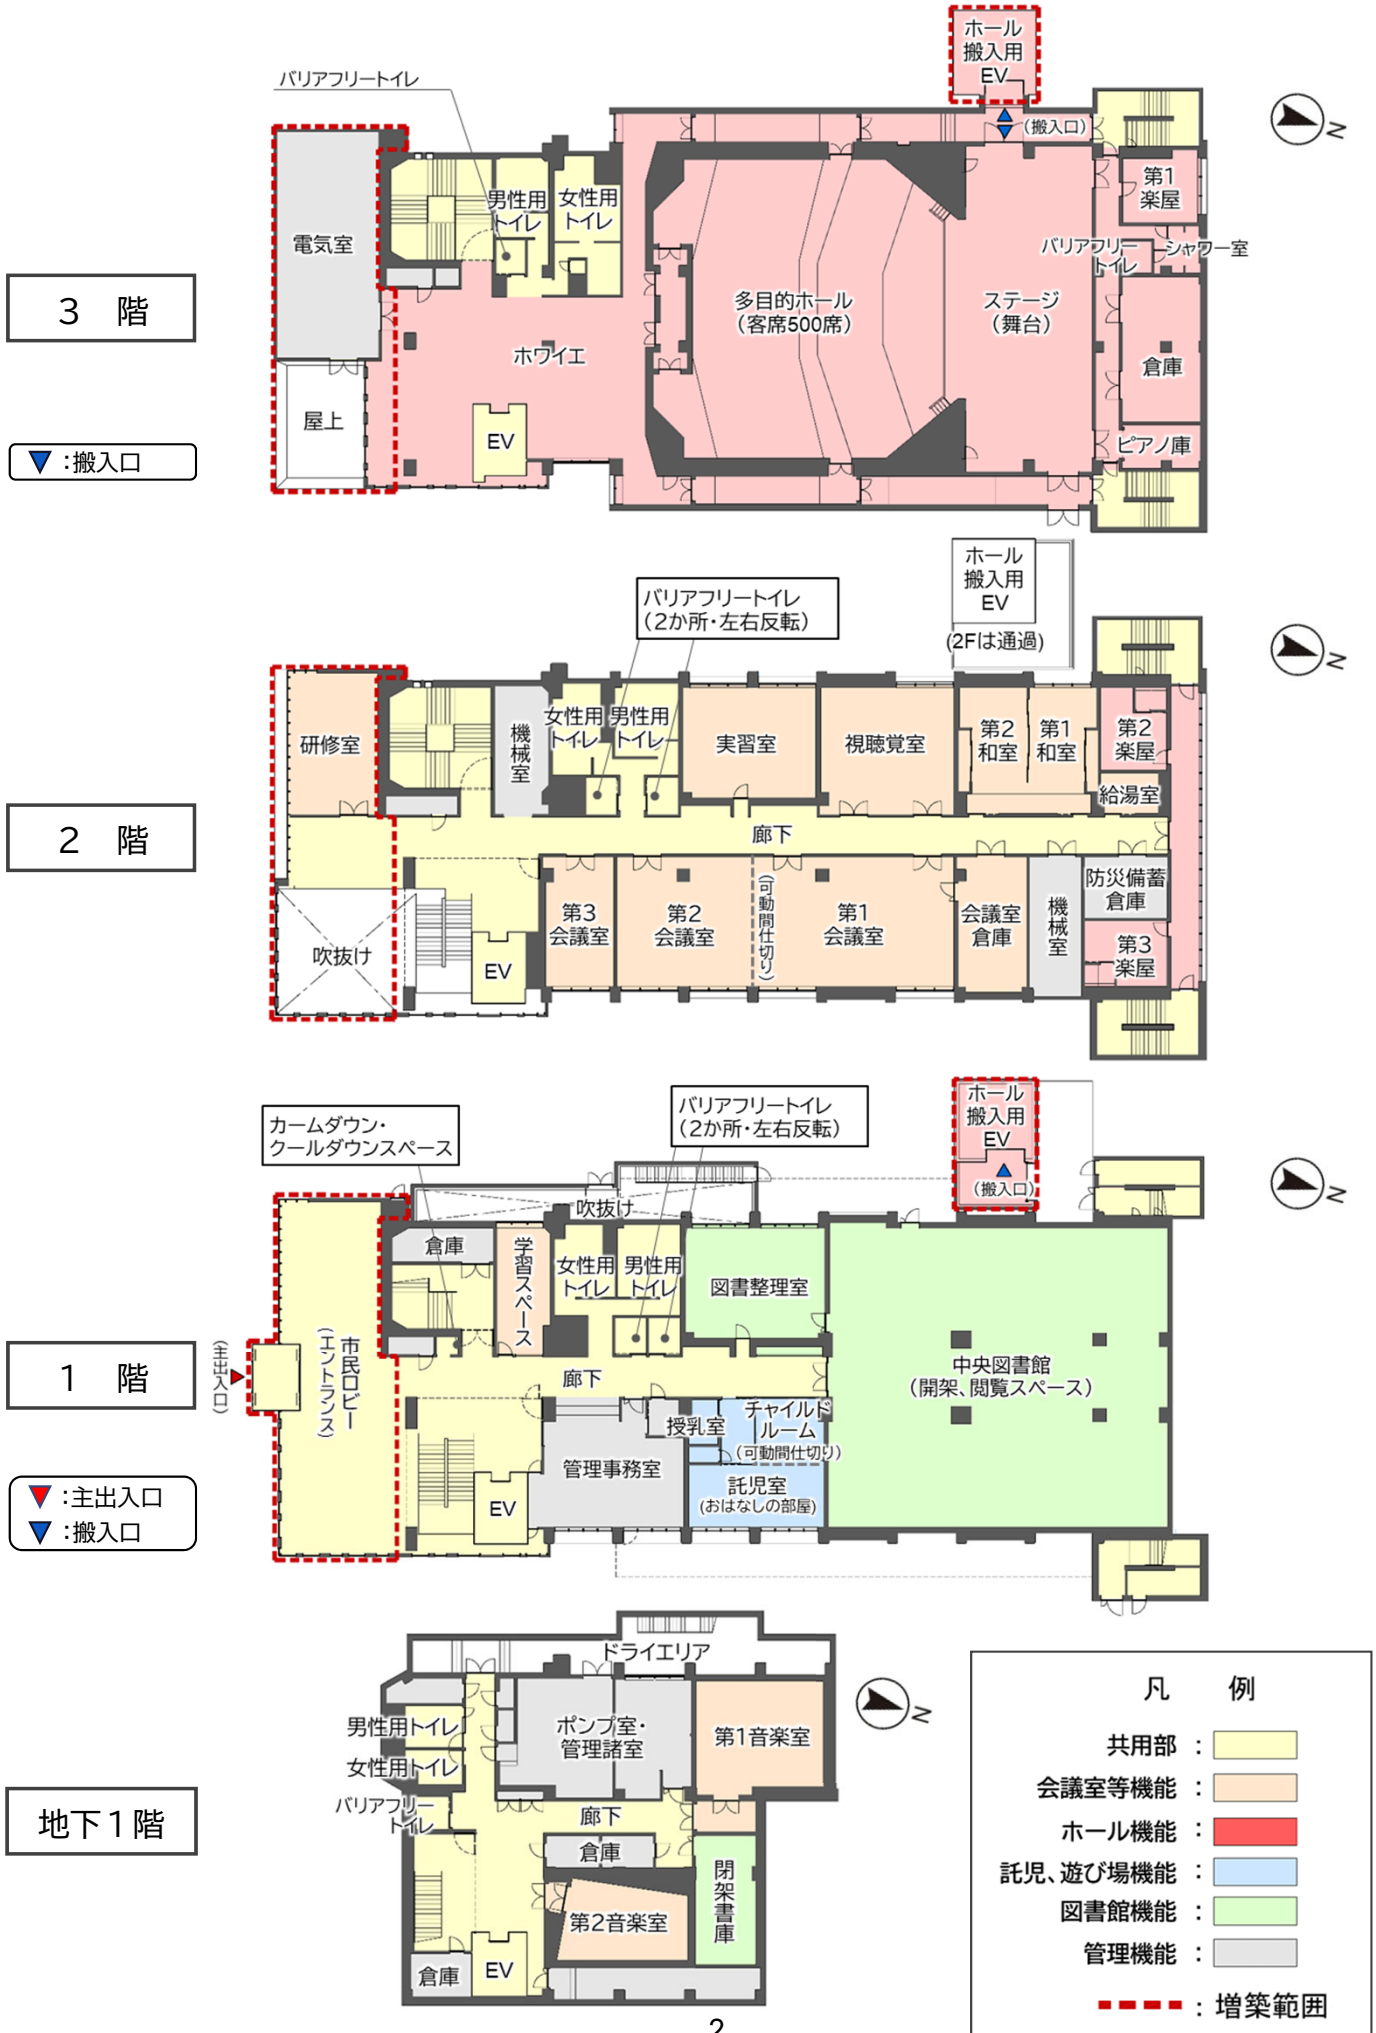 ホール
搬入用
EV
バリアフリートイレ
(搬入口)
N
男性用
トイレ
女性用
トイレ
第1
楽屋
電気室
バリアフリー
トイレ
シャワー室
3 階
多目的ホール
(客席500席)
ステージ
(舞台)
ホワイエ
倉庫
屋上
EV
ピアノ庫
▼:搬入口
ホール
搬入用
EV
(2Fは通過)
バリアフリートイレ
(2か所・左右反転)
N
研修室
機械室
女性用
トイレ
男性用
トイレ
実習室
視聴覚室
第2
和室
第1
和室
第2
楽屋
給湯室
2 階
廊下
第3
会議室
第2
会議室
(可動間仕切り)
第1
会議室
会議室
倉庫
機械室
防災備蓄
倉庫
第3
楽屋
吹抜け
EV
ホール
搬入用
EV
(搬入口)
バリアフリートイレ
(2か所・左右反転)
カームダウン・
クールダウンスペース
N
吹抜け
倉庫
学習スペース
女性用
トイレ
男性用
トイレ
図書整理室
1 階
(主出入口)
市民ロビー
(エントランス)
廊下
中央図書館
(開架、閲覧スペース)
授乳室
チャイルド
ルーム
(可動間仕切り)
管理事務室
託児室
(おはなしの部屋)
EV
▼:主出入口
▼:搬入口
ドライエリア
N
男性用トイレ
女性用トイレ
バリアフリー
トイレ
ポンプ室・
管理諸室
第1音楽室
地下1階
廊下
倉庫
閉架書庫
第2音楽室
倉庫
EV
凡 例
共用部 :
会議室等機能 :
ホール機能 :
託児、遊び場機能 :
図書館機能 :
管理機能 :
: 増築範囲
2